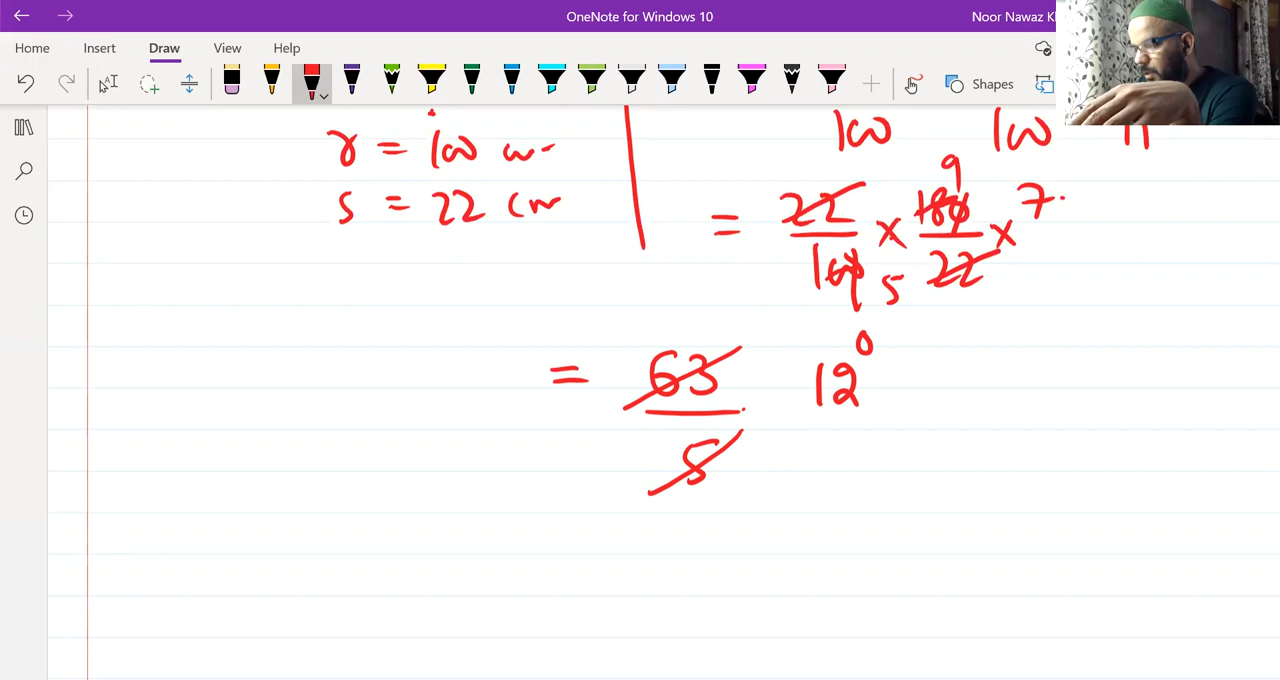 OneNote for Windows 10
Noor Nawaz Kh
Home Insert Draw View Help
Shapes
r = 100 cm
s = 22 cm
100 100 π
= 22/100 × 180/22 × 7
9
5
= 63/5 12°